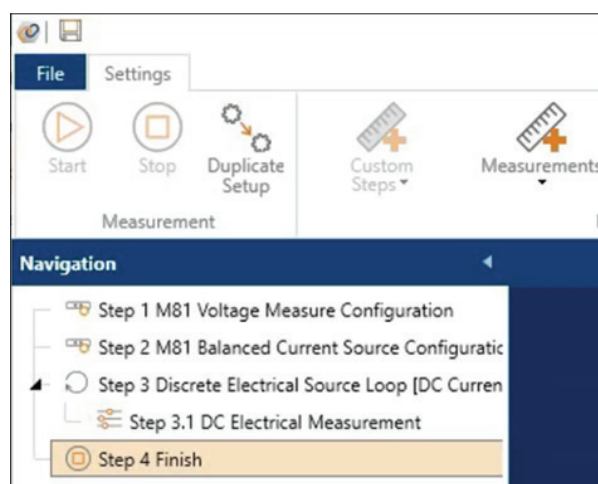 File Settings
Start Stop Duplicate Setup Custom Steps Measurements
Measurement
Navigation
Step 1 M81 Voltage Measure Configuration
Step 2 M81 Balanced Current Source Configuratic
Step 3 Discrete Electrical Source Loop [DC Curren
Step 3.1 DC Electrical Measurement
Step 4 Finish